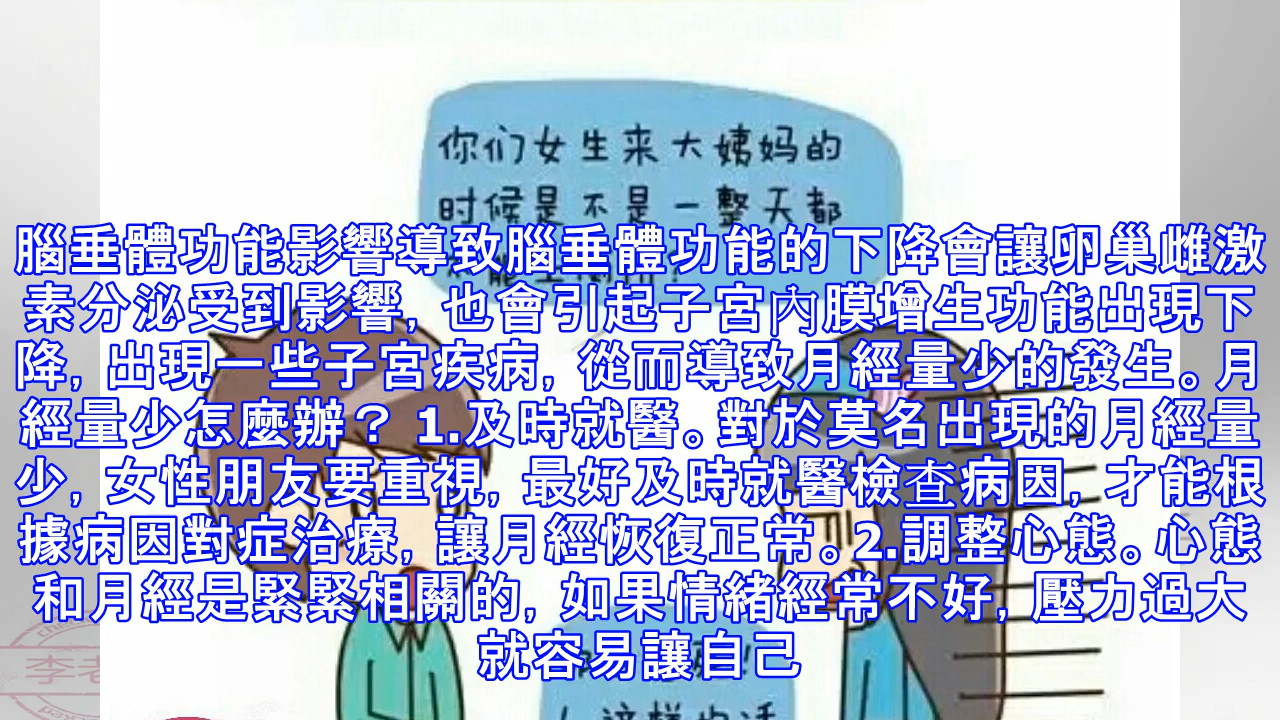 你们女生来大姨妈的
时候是不是一整天都
腦垂體功能影響導致腦垂體功能的下降會讓卵巢雌激
素分泌受到影響, 也會引起子宮內膜增生功能出現下
降, 出現一些子宮疾病, 從而導致月經量少的發生。月
經量少怎麼辦？ 1.及時就醫。對於莫名出現的月經量
少, 女性朋友要重視, 最好及時就醫檢查病因, 才能根
據病因對症治療, 讓月經恢復正常。2.調整心態。心態
和月經是緊緊相關的, 如果情緒經常不好, 壓力過大
就容易讓自己
李老